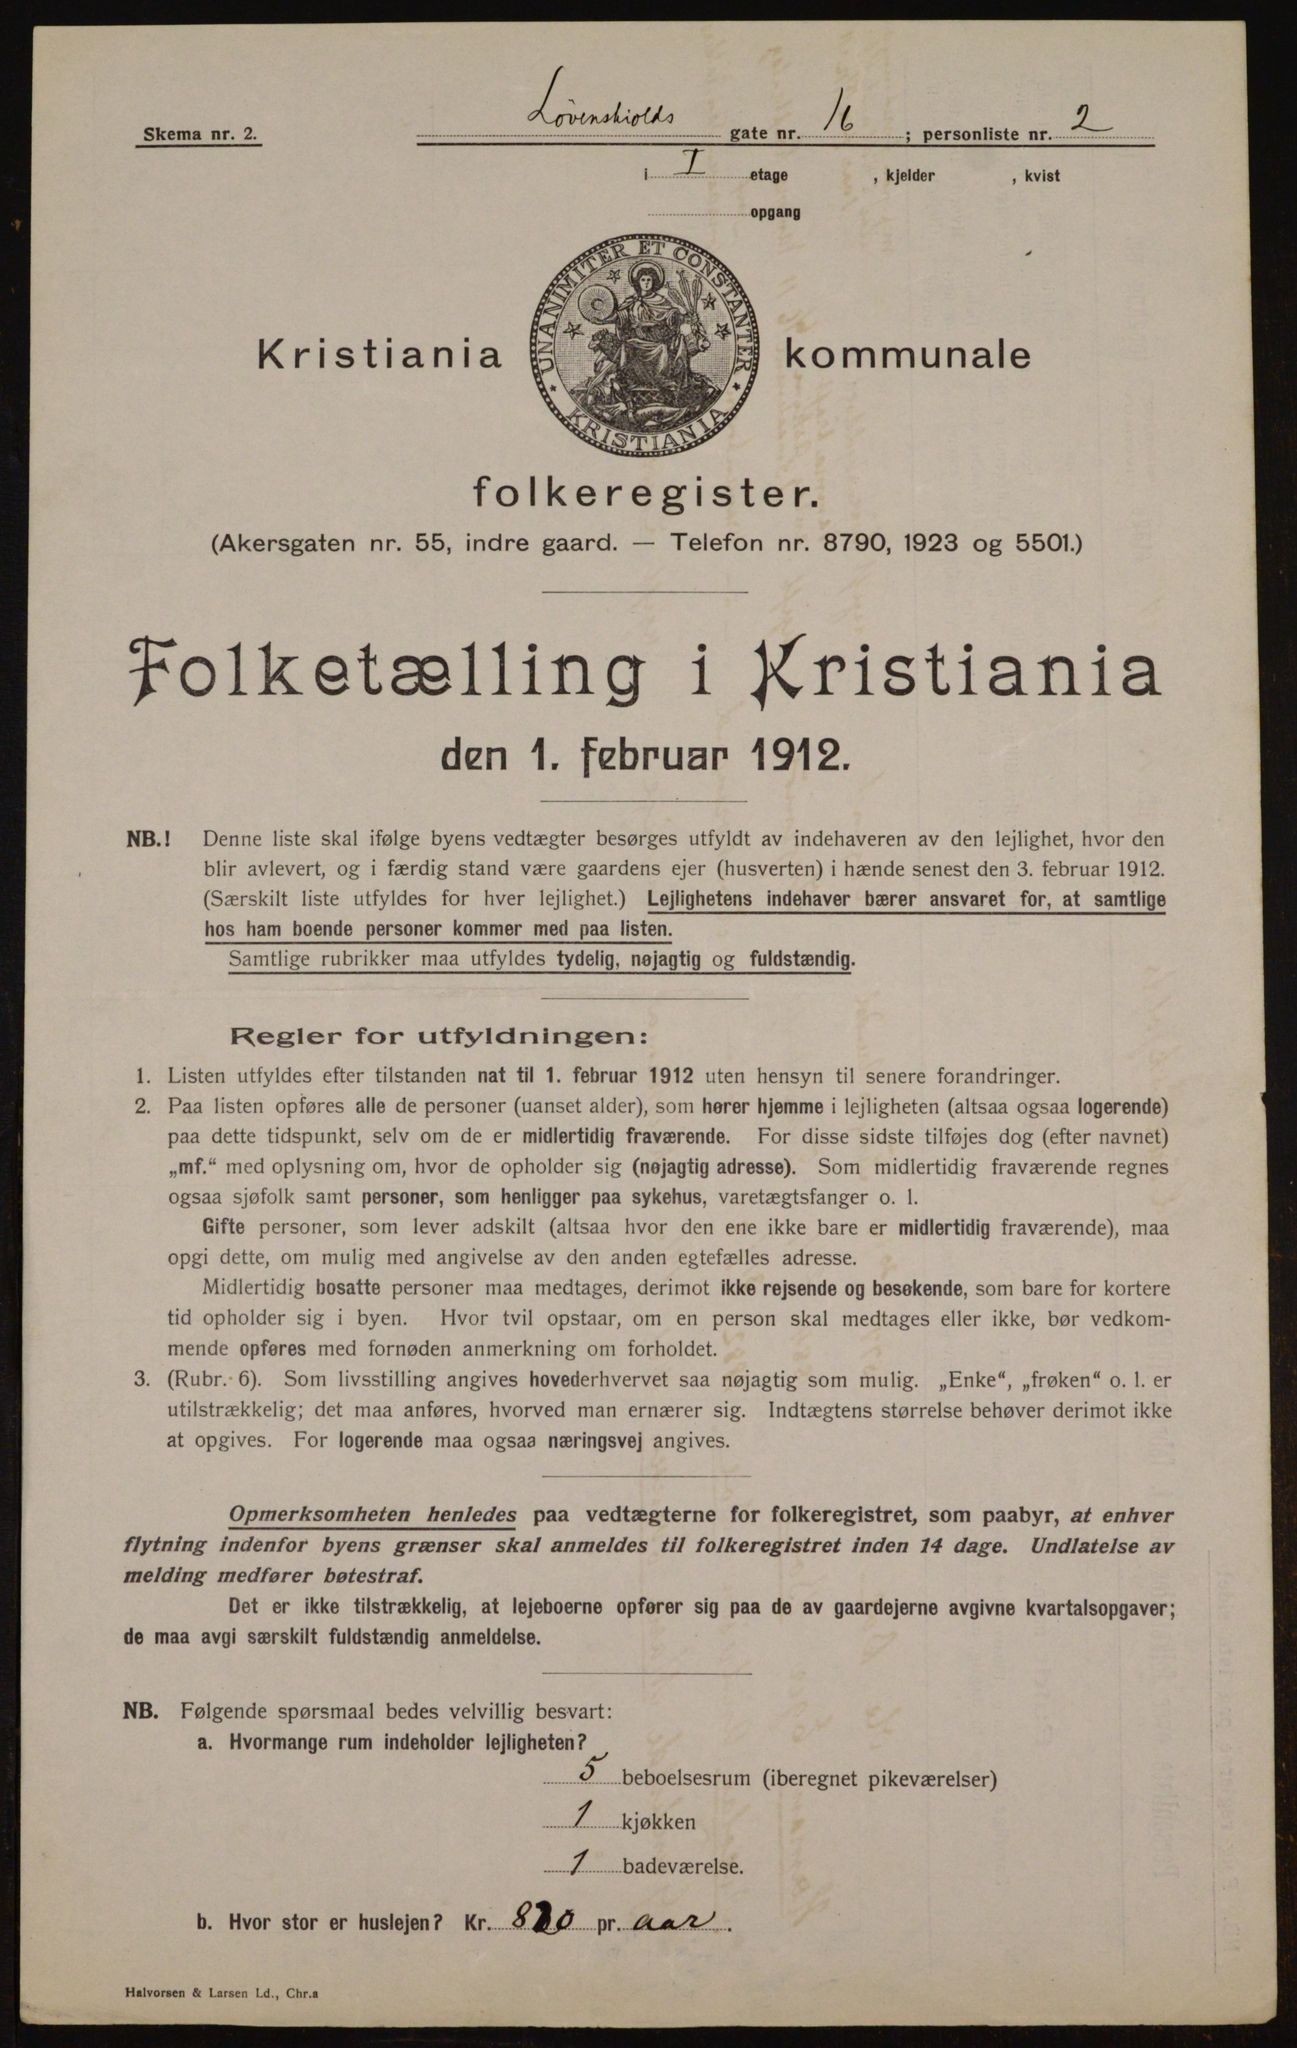 Skema nr. 2. Løvenskiolds gate nr. 16 ; personliste nr. 2
i I etage , kjelder , kvist
opgang
UNANIMITER ET CONSTANTER
KRISTIANIA
Kristiania kommunale
folkeregister.
(Akersgaten nr. 55, indre gaard. — Telefon nr. 8790, 1923 og 5501.)
Folketælling i Kristiania
den 1. februar 1912.
NB.! Denne liste skal ifølge byens vedtægter besørges utfyldt av indehaveren av den lejlighet, hvor den
blir avlevert, og i færdig stand være gaardens ejer (husverten) i hænde senest den 3. februar 1912.
(Særskilt liste utfyldes for hver lejlighet.) Lejlighetens indehaver bærer ansvaret for, at samtlige
hos ham boende personer kommer med paa listen.
Samtlige rubrikker maa utfyldes tydelig, nøjagtig og fuldstændig.
Regler for utfyldningen:
1. Listen utfyldes efter tilstanden nat til 1. februar 1912 uten hensyn til senere forandringer.
2. Paa listen opføres alle de personer (uanset alder), som hører hjemme i lejligheten (altsaa ogsaa logerende)
paa dette tidspunkt, selv om de er midlertidig fraværende. For disse sidste tilføjes dog (efter navnet)
„mf.“ med oplysning om, hvor de opholder sig (nøjagtig adresse). Som midlertidig fraværende regnes
ogsaa sjøfolk samt personer, som henligger paa sykehus, varetægtsfanger o. l.
Gifte personer, som lever adskilt (altsaa hvor den ene ikke bare er midlertidig fraværende), maa
opgi dette, om mulig med angivelse av den anden egtefælles adresse.
Midlertidig bosatte personer maa medtages, derimot ikke rejsende og besøkende, som bare for kortere
tid opholder sig i byen. Hvor tvil opstaar, om en person skal medtages eller ikke, bør vedkom-
mende opføres med fornøden anmerkning om forholdet.
3. (Rubr. 6). Som livsstilling angives hovederhvervet saa nøjagtig som mulig. „Enke“, „frøken“ o. l. er
utilstrækkelig; det maa anføres, hvorved man ernærer sig. Indtægtens størrelse behøver derimot ikke
at opgives. For logerende maa ogsaa næringsvej angives.
Opmerksomheten henledes paa vedtægterne for folkeregistret, som paabyr, at enhver
flytning indenfor byens grænser skal anmeldes til folkeregistret inden 14 dage. Undlatelse av
melding medfører bøtestraf.
Det er ikke tilstrækkelig, at lejeboerne opfører sig paa de av gaardejerne avgivne kvartalsopgaver;
de maa avgi særskilt fuldstændig anmeldelse.
NB. Følgende spørsmaal bedes velvillig besvart:
a. Hvormange rum indeholder lejligheten?
5 beboelsesrum (iberegnet pikeværelser)
1 kjøkken
1 badeværelse.
b. Hvor stor er huslejen? Kr. pr. aar.
Halvorsen & Larsen Ld., Chr.a